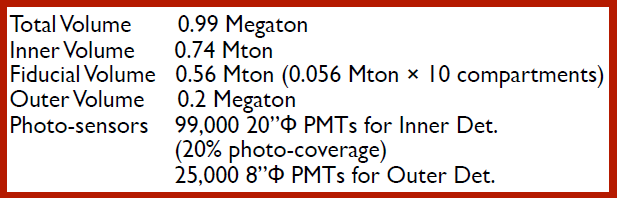 Total Volume 0.99 Megaton
Inner Volume 0.74 Mton
Fiducial Volume 0.56 Mton (0.056 Mton × 10 compartments)
Outer Volume 0.2 Megaton
Photo-sensors 99,000 20”Φ PMTs for Inner Det.
(20% photo-coverage)
25,000 8”Φ PMTs for Outer Det.